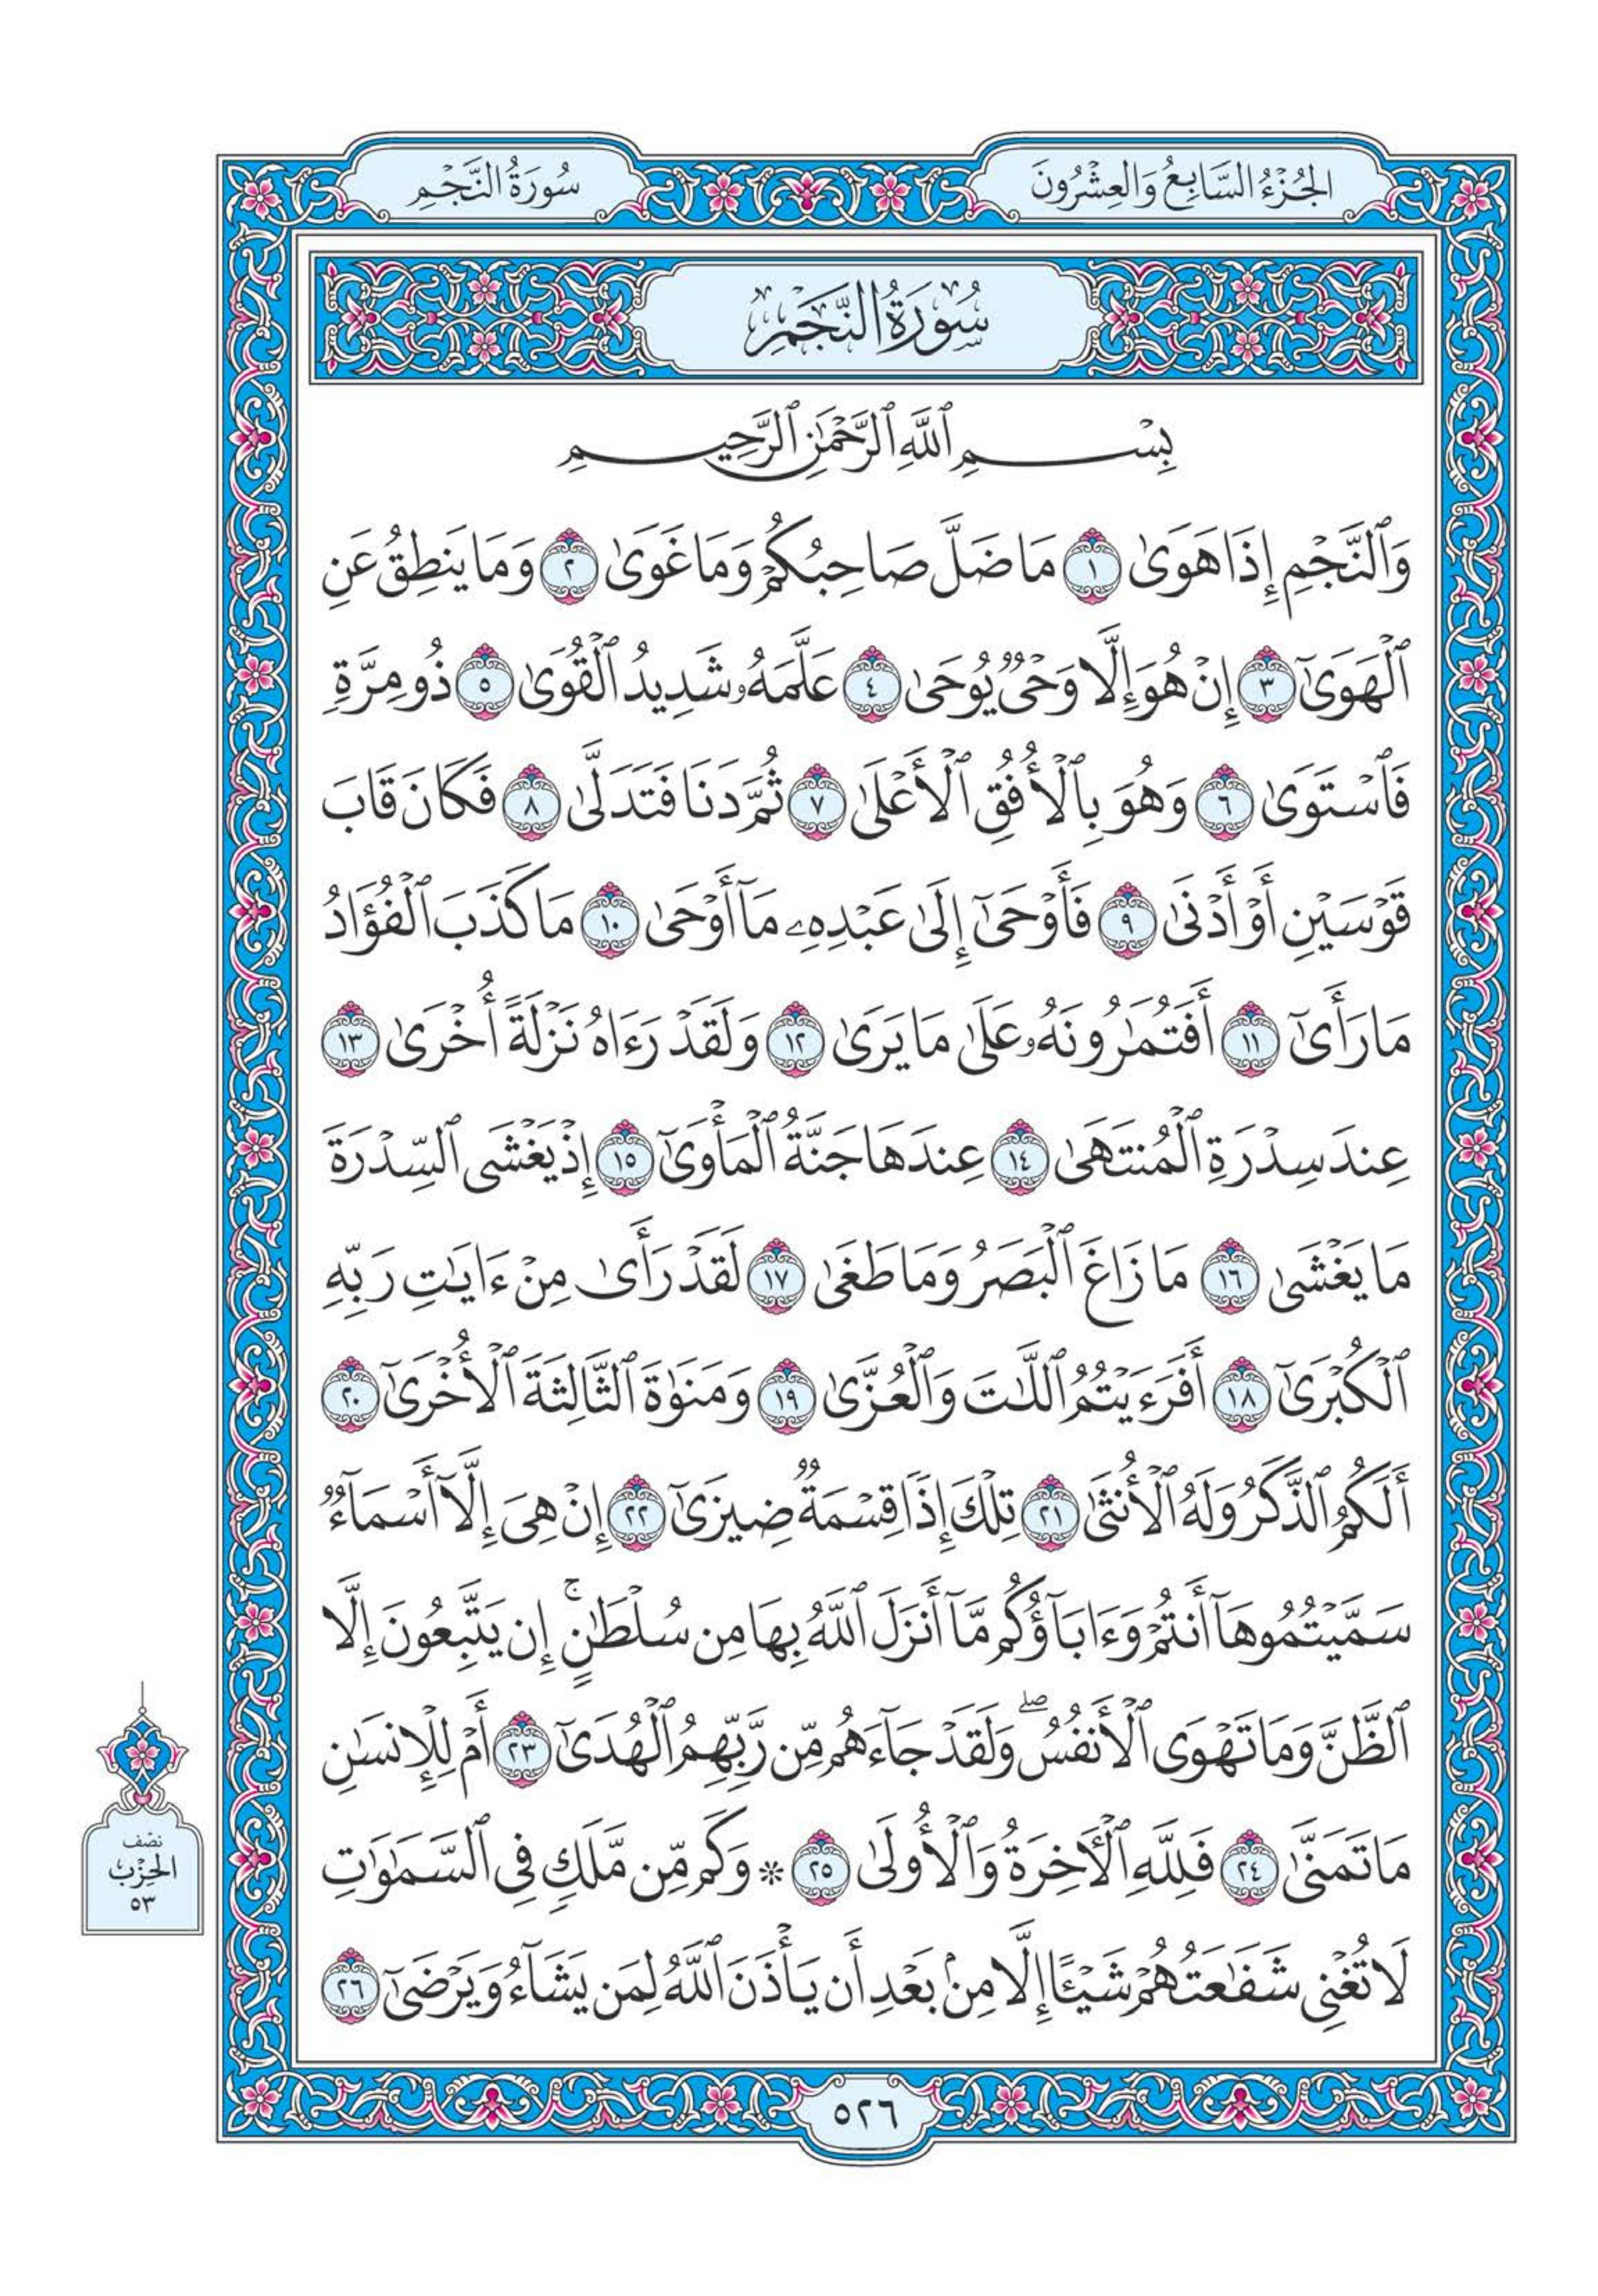 الجُزْءُ السَّابِعُ وَالعِشْرُونَ
سُورَةُ النَّجْمِ
سُورَةُ النَّجْمِ
بِسْمِ ٱللَّهِ ٱلرَّحْمَٰنِ ٱلرَّحِيمِ
وَٱلنَّجْمِ إِذَا هَوَىٰ ١ مَا ضَلَّ صَاحِبُكُمْ وَمَا غَوَىٰ ٢ وَمَا يَنطِقُ عَنِ
ٱلْهَوَىٰٓ ٣ إِنْ هُوَ إِلَّا وَحْىٌ يُوحَىٰ ٤ عَلَّمَهُۥ شَدِيدُ ٱلْقُوَىٰ ٥ ذُو مِرَّةٍ
فَٱسْتَوَىٰ ٦ وَهُوَ بِٱلْأُفُقِ ٱلْأَعْلَىٰ ٧ ثُمَّ دَنَا فَتَدَلَّىٰ ٨ فَكَانَ قَابَ
قَوْسَيْنِ أَوْ أَدْنَىٰ ٩ فَأَوْحَىٰٓ إِلَىٰ عَبْدِهِۦ مَآ أَوْحَىٰ ١٠ مَا كَذَبَ ٱلْفُؤَادُ
مَا رَأَىٰٓ ١١ أَفَتُمَٰرُونَهُۥ عَلَىٰ مَا يَرَىٰ ١٢ وَلَقَدْ رَءَاهُ نَزْلَةً أُخْرَىٰ ١٣
عِندَ سِدْرَةِ ٱلْمُنتَهَىٰ ١٤ عِندَهَا جَنَّةُ ٱلْمَأْوَىٰٓ ١٥ إِذْ يَغْشَى ٱلسِّدْرَةَ
مَا يَغْشَىٰ ١٦ مَا زَاغَ ٱلْبَصَرُ وَمَا طَغَىٰ ١٧ لَقَدْ رَأَىٰ مِنْ ءَايَٰتِ رَبِّهِ
ٱلْكُبْرَىٰٓ ١٨ أَفَرَءَيْتُمُ ٱللَّٰتَ وَٱلْعُزَّىٰ ١٩ وَمَنَوٰةَ ٱلثَّالِثَةَ ٱلْأُخْرَىٰٓ ٢٠
أَلَكُمُ ٱلذَّكَرُ وَلَهُ ٱلْأُنثَىٰ ٢١ تِلْكَ إِذًا قِسْمَةٌ ضِيزَىٰٓ ٢٢ إِنْ هِىَ إِلَّآ أَسْمَآءٌ
سَمَّيْتُمُوهَآ أَنتُمْ وَءَابَآؤُكُم مَّآ أَنزَلَ ٱللَّهُ بِهَا مِن سُلْطَٰنٍ ۚ إِن يَتَّبِعُونَ إِلَّا
ٱلظَّنَّ وَمَا تَهْوَى ٱلْأَنفُسُ ۖ وَلَقَدْ جَآءَهُم مِّن رَّبِّهِمُ ٱلْهُدَىٰٓ ٢٣ أَمْ لِلْإِنسَٰنِ
مَا تَمَنَّىٰ ٢٤ فَلِلَّهِ ٱلْأَخِرَةُ وَٱلْأُولَىٰ ٢٥ * وَكَم مِّن مَّلَكٍ فِى ٱلسَّمَٰوَٰتِ
لَا تُغْنِى شَفَٰعَتُهُمْ شَيْـًٔا إِلَّا مِنۢ بَعْدِ أَن يَأْذَنَ ٱللَّهُ لِمَن يَشَآءُ وَيَرْضَىٰٓ ٢٦
نصْف
الحِزْب
٥٣
٥٢٦